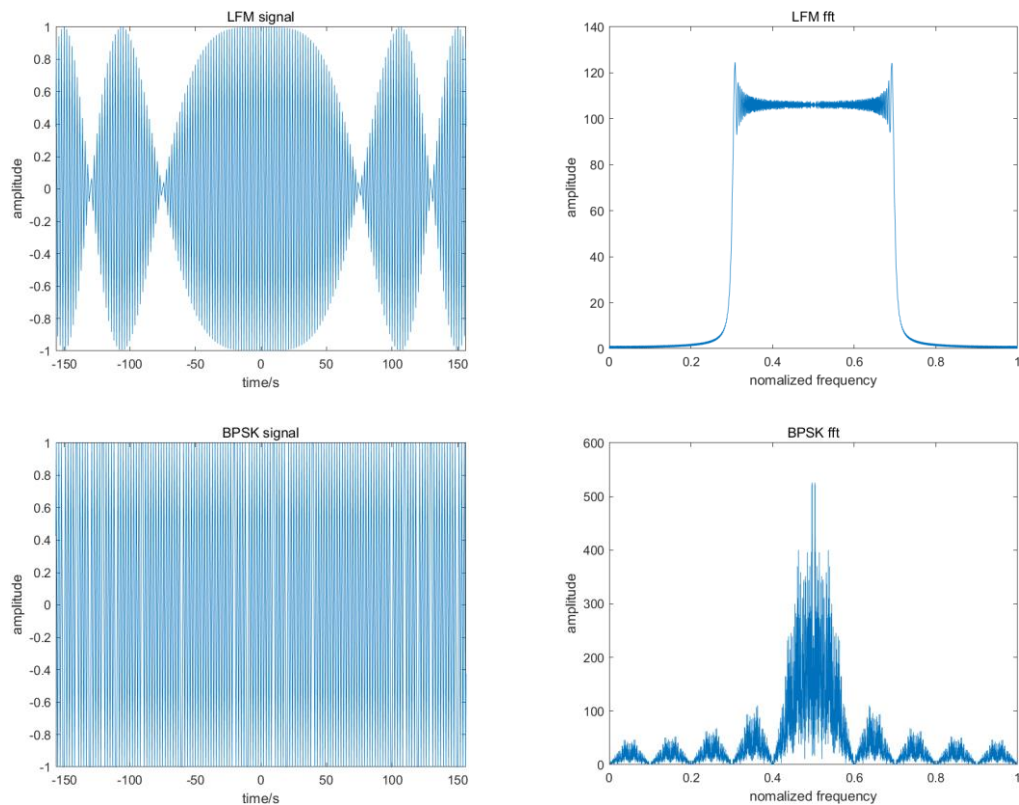 LFM signal
1
0.8
0.6
0.4
0.2
0
-0.2
-0.4
-0.6
-0.8
-1
amplitude
-150 -100 -50 0 50 100 150
time/s
LFM fft
140
120
100
80
60
40
20
0
amplitude
0 0.2 0.4 0.6 0.8 1
nomalized frequency
BPSK signal
1
0.8
0.6
0.4
0.2
0
-0.2
-0.4
-0.6
-0.8
-1
amplitude
-150 -100 -50 0 50 100 150
time/s
BPSK fft
600
500
400
300
200
100
0
amplitude
0 0.2 0.4 0.6 0.8 1
nomalized frequency